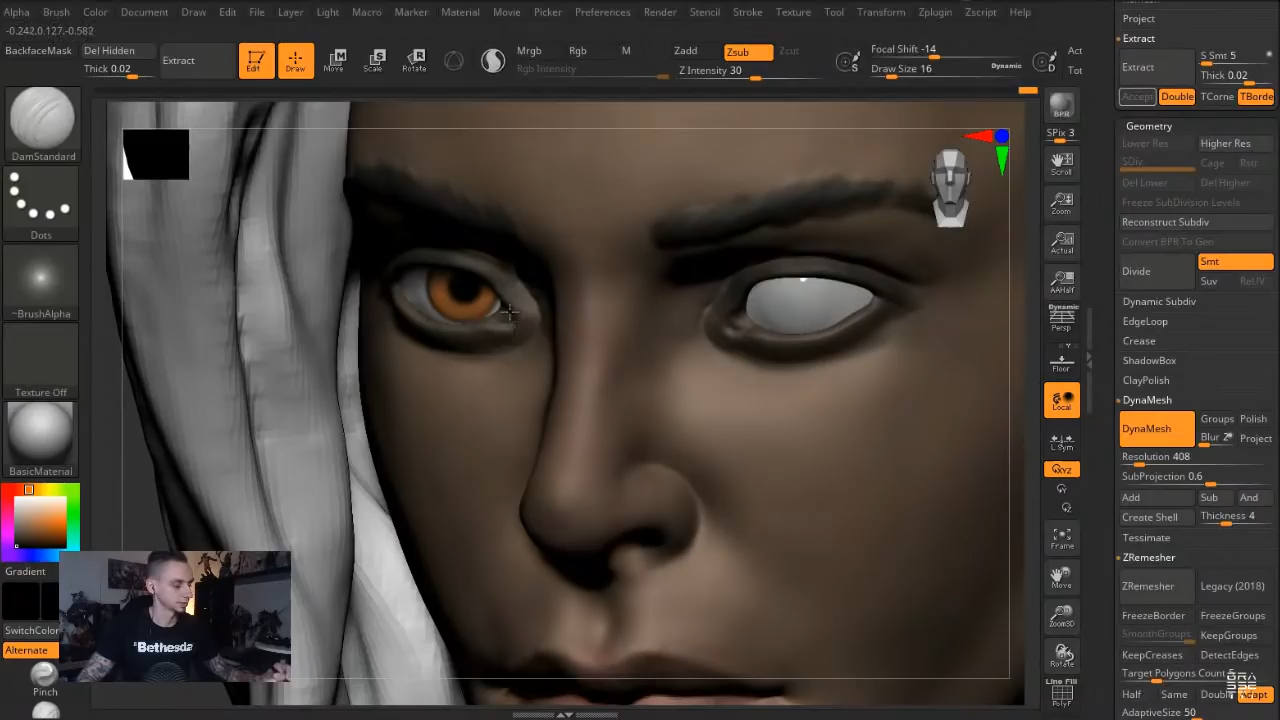 Alpha Brush Color Document Draw Edit File Layer Light Macro Marker Material Movie Picker Preferences Render Stencil Stroke Texture Tool Transform Zplugin Zscript Help
-0.242,0.127,-0.582
BackfaceMask
Del Hidden
Thick 0.02
Extract
Edit
Draw
Move
Scale
Rotate
Mrgb Rgb M
Rgb Intensity
Zadd Zsub Zcut
Z Intensity 30
Focal Shift -14
Draw Size 16
Dynamic
S
D
Act
Tot
DamStandard
Dots
~BrushAlpha
Texture Off
BasicMaterial
Gradient
SwitchColor
Alternate
Pinch
Bethesda
BPR
SPix 3
Scroll
Zoom
Actual
AAHalf
Dynamic
Persp
Floor
Local
L.Sym
XYZ
Y
Z
Frame
Move
Zoom3D
Rotate
Line Fill
PolyF
Project
Extract
Extract
S Smt 5
Thick 0.02
Accept Double TCorne TBorde
Geometry
Lower Res Higher Res
SDiv Cage Rstr
Del Lower Del Higher
Freeze SubDivision Levels
Reconstruct Subdiv
Convert BPR To Geo
Divide
Smt
Suv ReUV
Dynamic Subdiv
EdgeLoop
Crease
ShadowBox
ClayPolish
DynaMesh
DynaMesh
Groups Polish
Blur 2 Project
Resolution 408
SubProjection 0.6
Add Sub And
Create Shell Thickness 4
Tessimate
ZRemesher
ZRemesher Legacy (2018)
FreezeBorder FreezeGroups
SmoothGroups KeepGroups
KeepCreases DetectEdges
Target Polygons Count 5
Half Same Double Adapt
AdaptiveSize 50